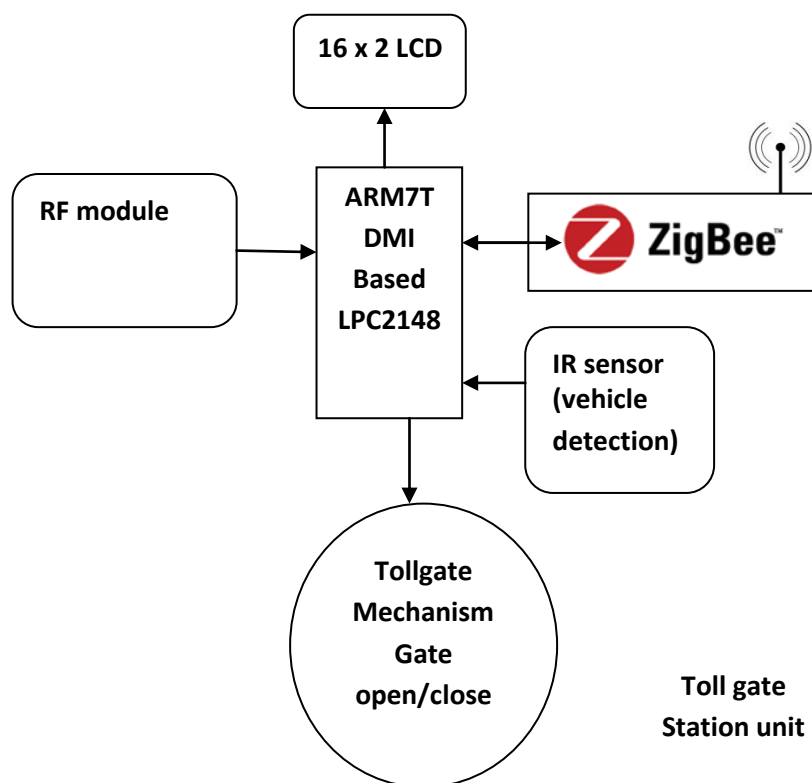 16 x 2 LCD
RF module
ARM7T
DMI
Based
LPC2148
ZigBee™
IR sensor
(vehicle
detection)
Tollgate
Mechanism
Gate
open/close
Toll gate
Station unit